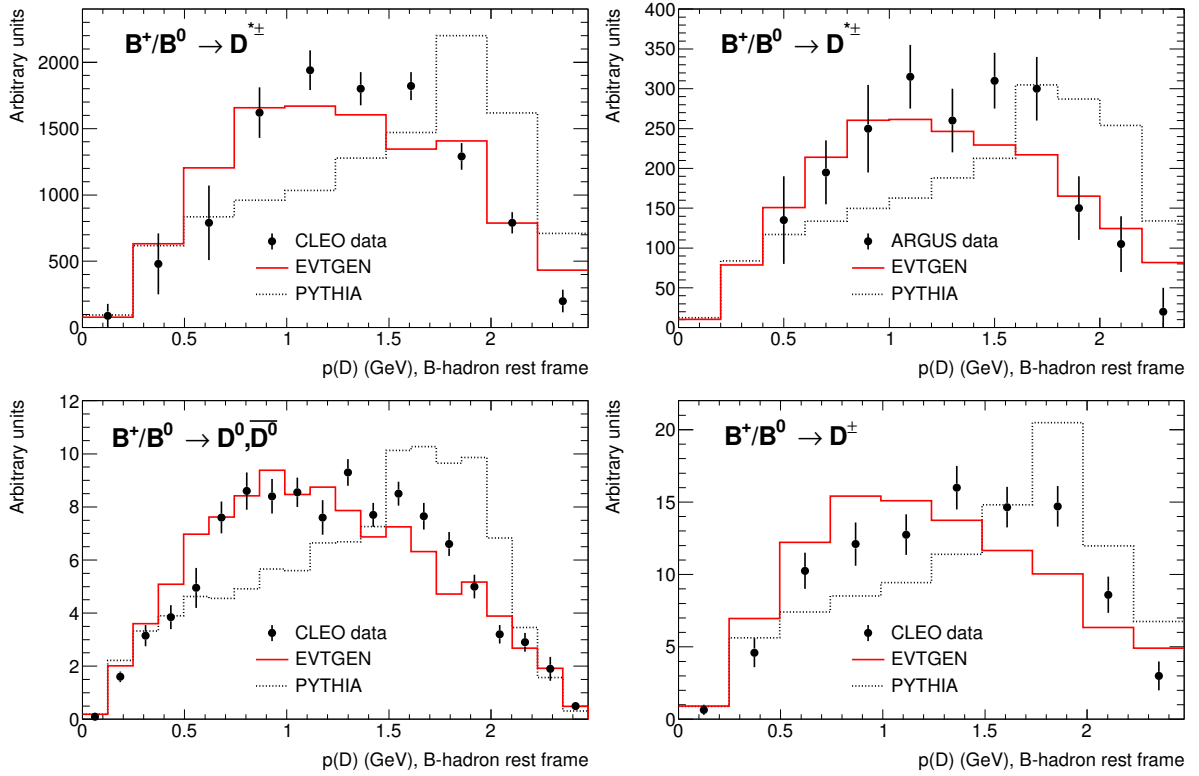 Arbitrary units
B⁺/B⁰ → D*±
2000
1500
1000
500
0
CLEO data
EVTGEN
PYTHIA
0 0.5 1 1.5 2
p(D) (GeV), B-hadron rest frame
Arbitrary units
B⁺/B⁰ → D*±
400
350
300
250
200
150
100
50
0
ARGUS data
EVTGEN
PYTHIA
0 0.5 1 1.5 2
p(D) (GeV), B-hadron rest frame
Arbitrary units
B⁺/B⁰ → D⁰,D̅⁰
12
10
8
6
4
2
0
CLEO data
EVTGEN
PYTHIA
0 0.5 1 1.5 2
p(D) (GeV), B-hadron rest frame
Arbitrary units
B⁺/B⁰ → D±
20
15
10
5
0
CLEO data
EVTGEN
PYTHIA
0 0.5 1 1.5 2
p(D) (GeV), B-hadron rest frame